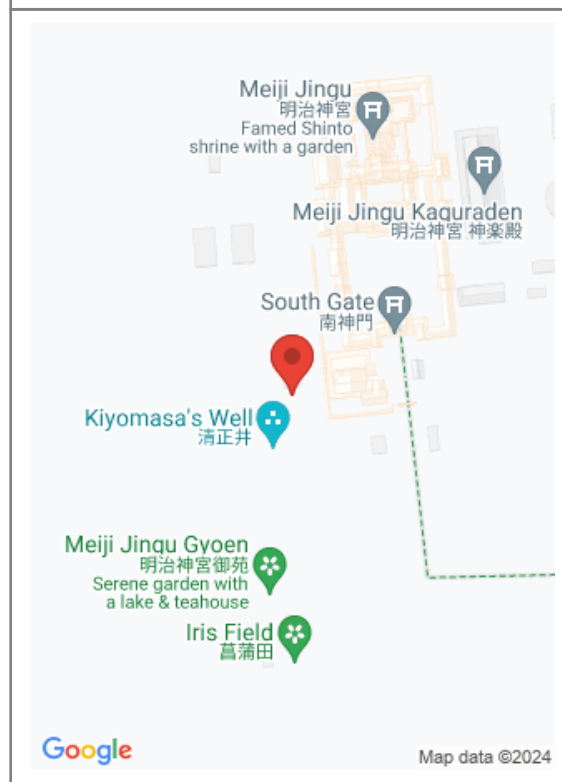 Meiji Jingu
明治神宮
Famed Shinto
shrine with a garden
Meiji Jingu Kaguraden
明治神宮 神楽殿
South Gate
南神門
Kiyomasa's Well
清正井
Meiji Jingu Gyoen
明治神宮御苑
Serene garden with
a lake & teahouse
Iris Field
菖蒲田
Google
Map data ©2024